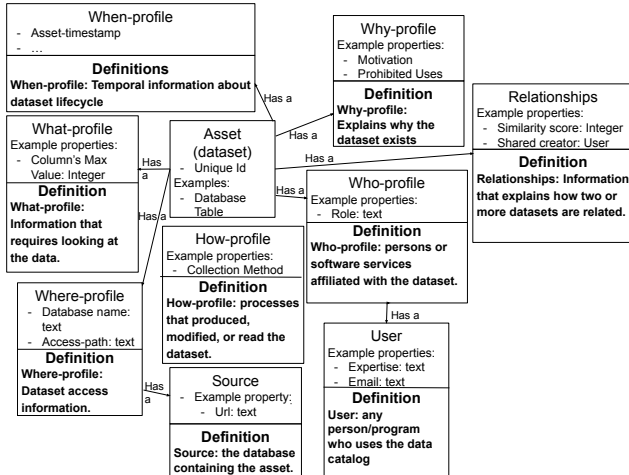 When-profile
- Asset-timestamp
- ...
Definitions
When-profile: Temporal information about
dataset lifecycle
Has a
Why-profile
Example properties:
- Motivation
- Prohibited Uses
Definition
Why-profile:
Explains why the
dataset exists
Has a
Relationships
Example properties:
- Similarity score: Integer
- Shared creator: User
Definition
Relationships: Information
that explains how two or
more datasets are related.
Has a
What-profile
Example properties:
- Column's Max
Value: Integer
Definition
What-profile:
Information that
requires looking at
the data.
Has
a
Asset
(dataset)
- Unique Id
Examples:
- Database
Table
Has a
Who-profile
Example properties:
- Role: text
Definition
Who-profile: persons or
software services
affiliated with the dataset.
Has a
How-profile
Example properties:
- Collection Method
Definition
How-profile: processes
that produced,
modified, or read the
dataset.
Has a
Where-profile
- Database name:
text
- Access-path: text
Definition
Where-profile:
Dataset access
information.
Has
a
Source
- Example property:
- Url: text
Definition
Source: the database
containing the asset.
User
Example properties:
- Expertise: text
- Email: text
Definition
User: any
person/program
who uses the data
catalog